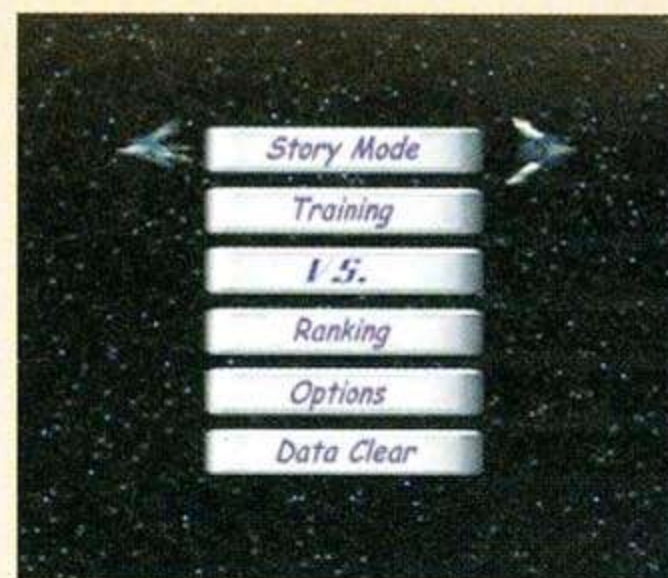 Story Mode
Training
VS.
Ranking
Options
Data Clear